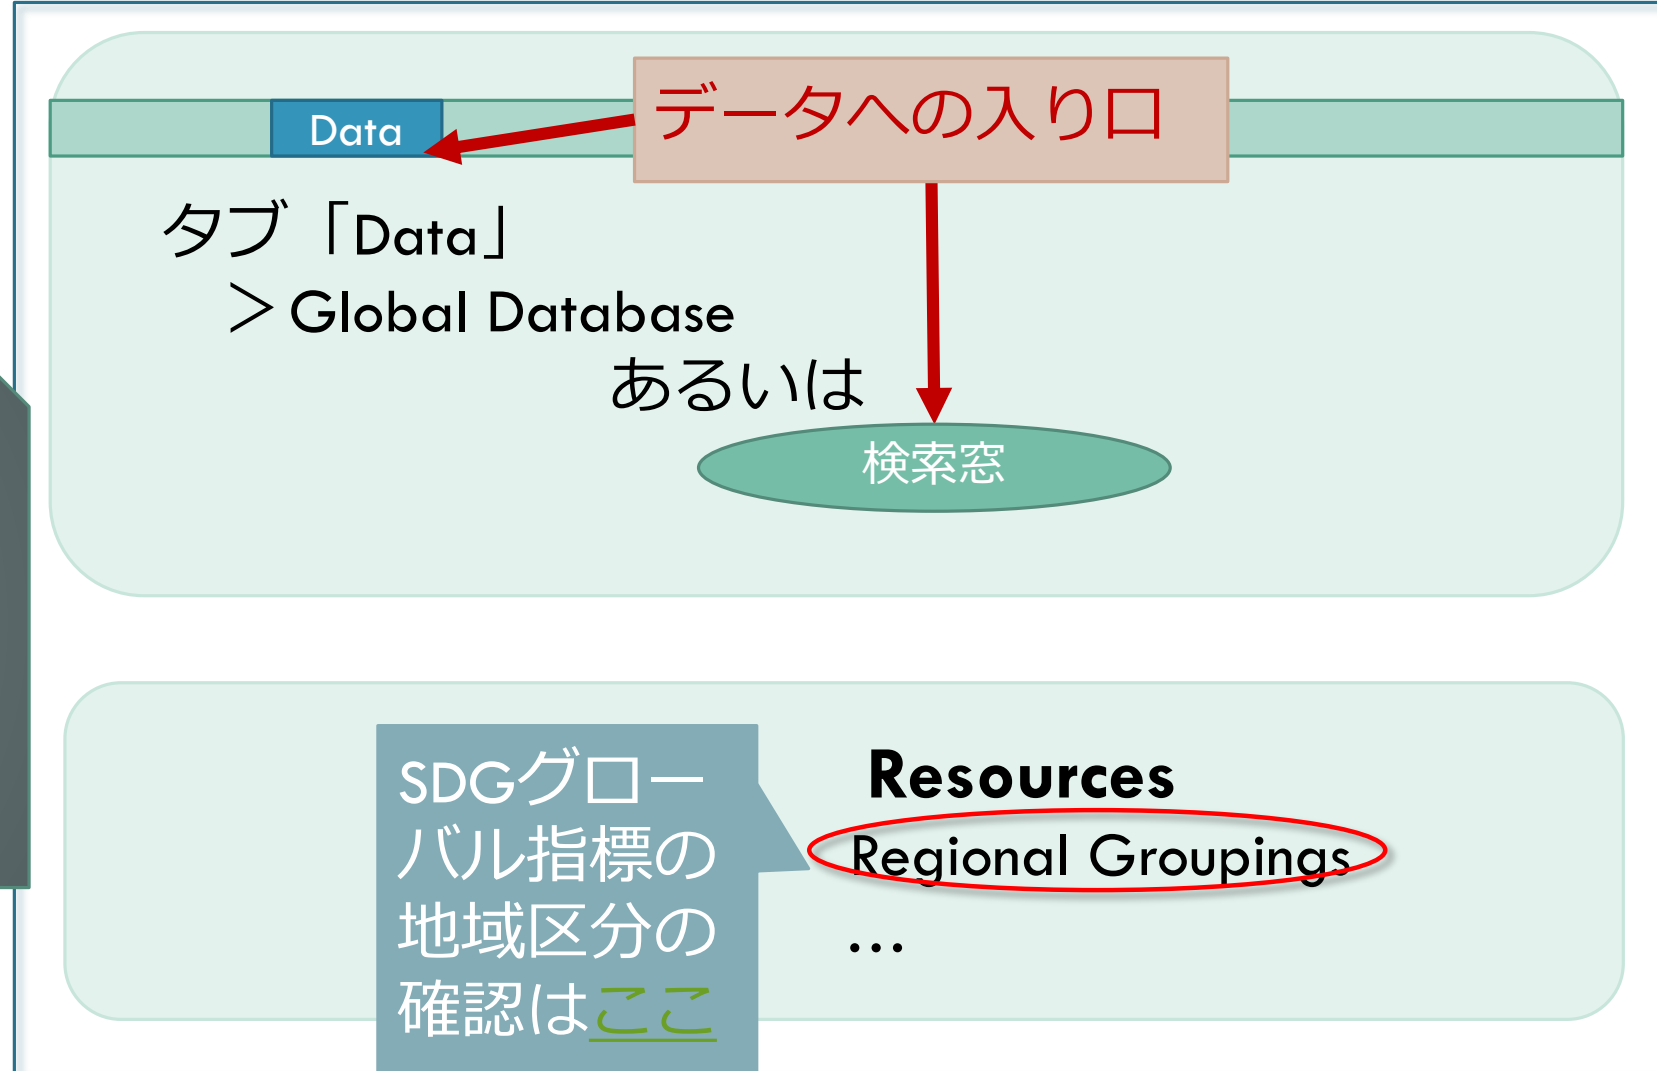 データへの入り口
Data
タブ「Data」
＞Global Database
あるいは
検索窓
SDGグロー
バル指標の
地域区分の
確認はここ
Resources
Regional Groupings
…